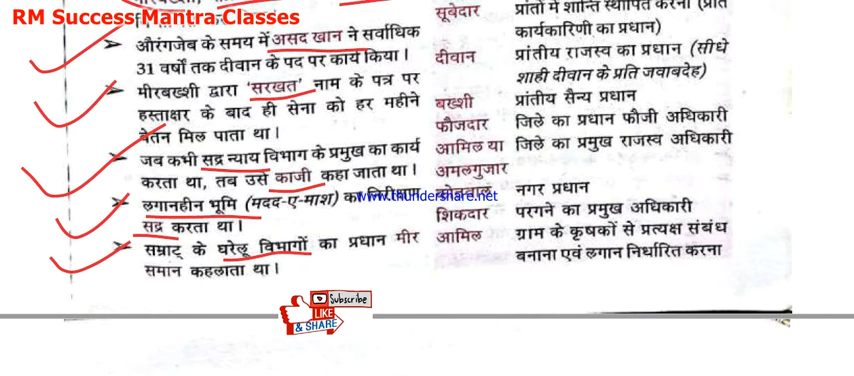 RM Success Mantra Classes
➤ औरंगजेब के समय में असद खान ने सर्वाधिक
31 वर्षों तक दीवान के पद पर कार्य किया।
➤ मीरबख्शी द्वारा 'सरखत' नाम के पत्र पर
हस्ताक्षर के बाद ही सेना को हर महीने
वेतन मिल पाता था।
➤ जब कभी सद्र न्याय विभाग के प्रमुख का कार्य
करता था, तब उसे काजी कहा जाता था।
➤ लगानहीन भूमि (मदद-ए-माश) का निरीक्षण
सद्र करता था।
➤ सम्राट् के घरेलू विभागों का प्रधान मीर
समान कहलाता था।
सूबेदार प्रांतों में शान्ति स्थापित करना (प्रांत
कार्यकारिणी का प्रधान)
दीवान प्रांतीय राजस्व का प्रधान (सीधे
शाही दीवान के प्रति जवाबदेह)
बख्शी प्रांतीय सैन्य प्रधान
फौजदार जिले का प्रधान फौजी अधिकारी
आमिल या जिले का प्रमुख राजस्व अधिकारी
अमलगुजार
कोतवाल नगर प्रधान
शिकदार परगने का प्रमुख अधिकारी
आमिल ग्राम के कृषकों से प्रत्यक्ष संबंध
बनाना एवं लगान निर्धारित करना
www.thundershare.net
Subscribe
LIKE
& SHARE